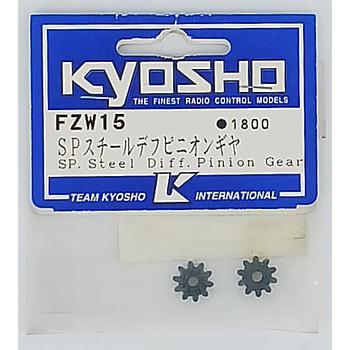 KYOSHO
THE FINEST RADIO CONTROL MODELS
FZW15 ●1800
SPスチールデフピニオンギヤ
SP. Steel Diff. Pinion Gear
TEAM KYOSHO K INTERNATIONAL